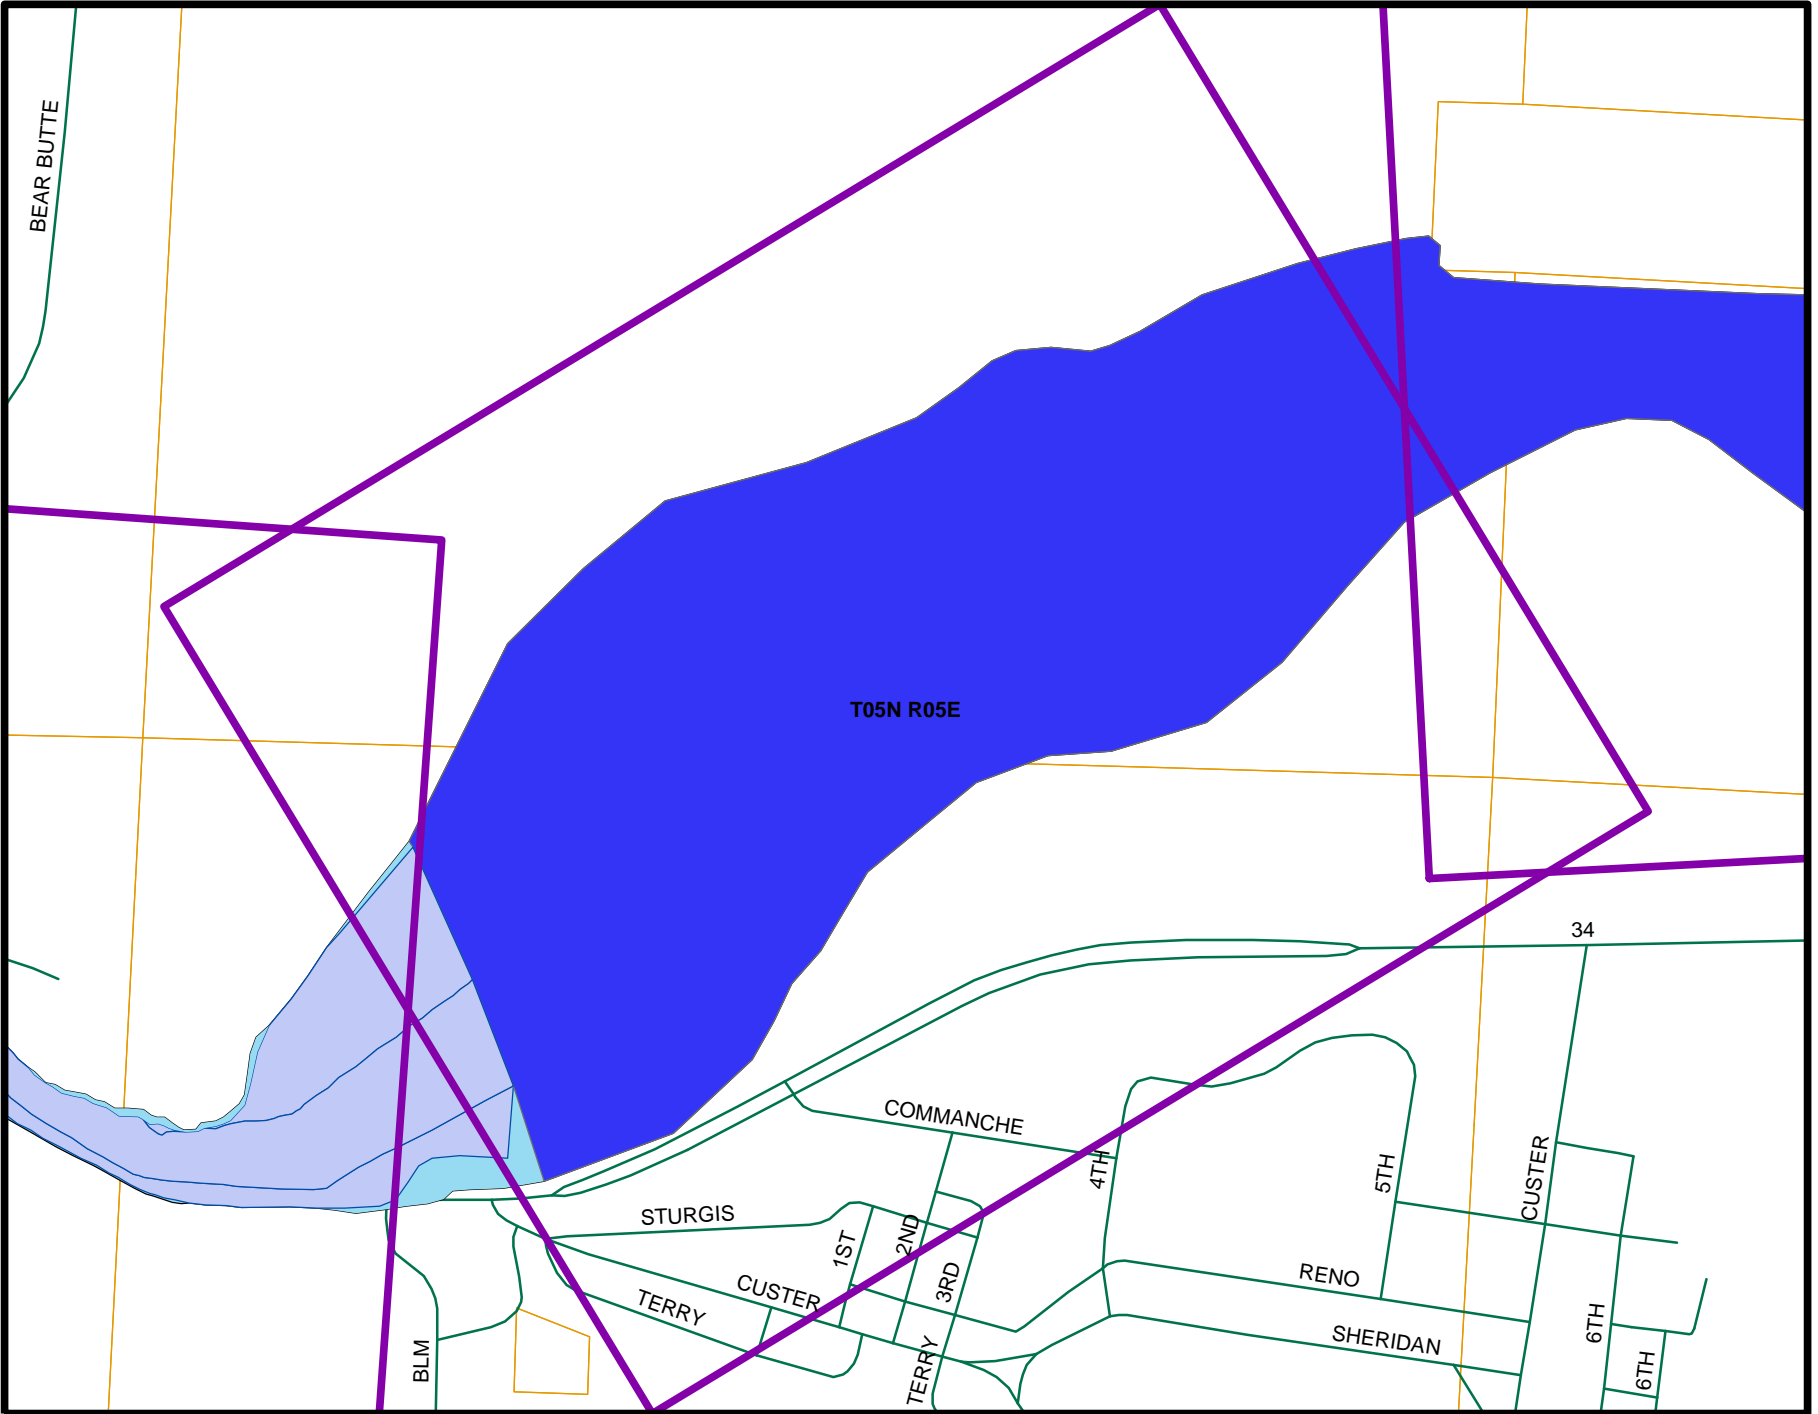 BEAR BUTTE
T05N R05E
34
COMMANCHE
4TH
5TH
CUSTER
STURGIS
1ST
2ND
3RD
CUSTER
TERRY
TERRY
RENO
SHERIDAN
6TH
6TH
BLM